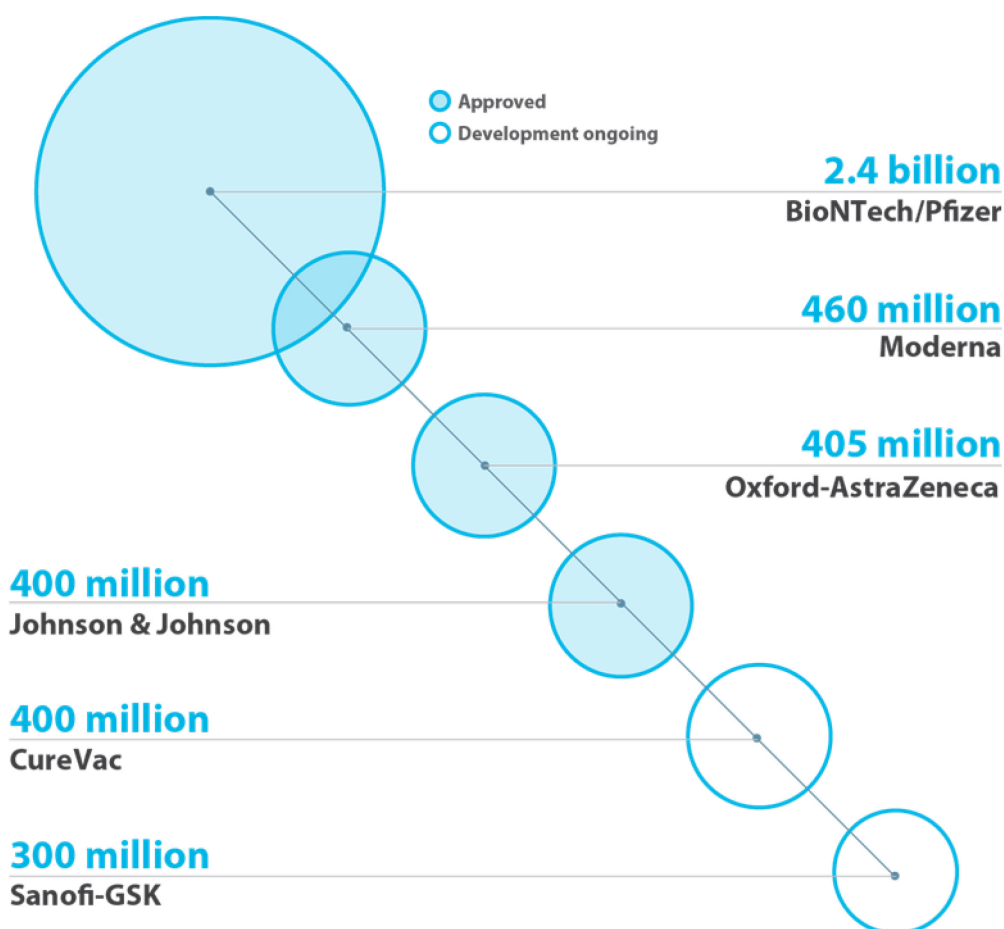 Approved
Development ongoing
2.4 billion
BioNTech/Pfizer
460 million
Moderna
405 million
Oxford-AstraZeneca
400 million
Johnson & Johnson
400 million
CureVac
300 million
Sanofi-GSK